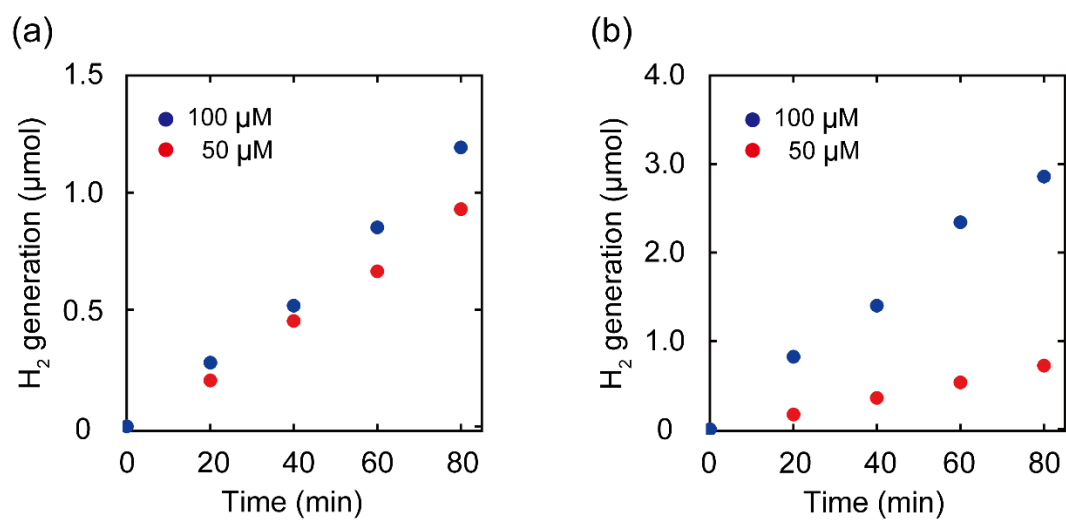 (a)
H₂ generation (μmol)
1.5
1.0
0.5
0
100 μM
50 μM
0 20 40 60 80
Time (min)
(b)
H₂ generation (μmol)
4.0
3.0
2.0
1.0
0
100 μM
50 μM
0 20 40 60 80
Time (min)